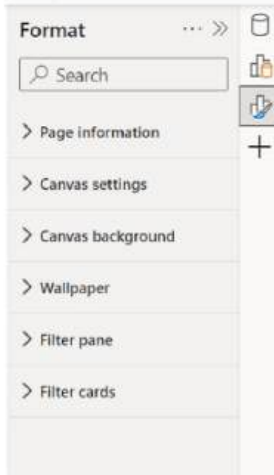 Format
Search
Page information
Canvas settings
Canvas background
Wallpaper
Filter pane
Filter cards